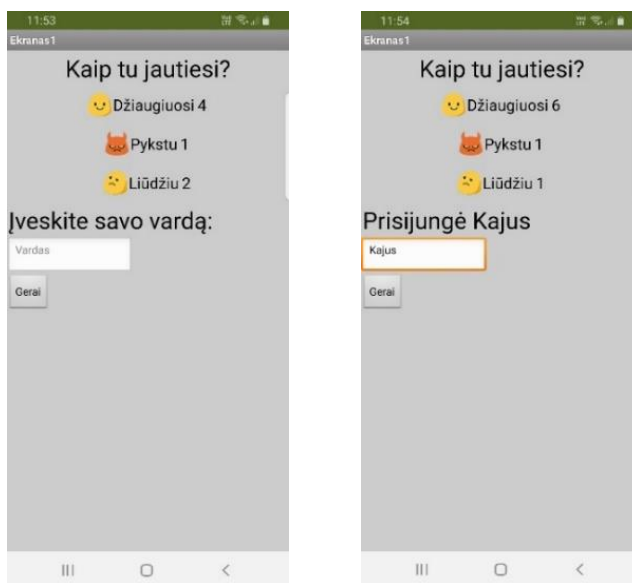 11:53
Ekranas1
Kaip tu jautiesi?
Džiaugiuosi 4
Pykstu 1
Liūdžiu 2
Įveskite savo vardą:
Vardas
Gerai
11:54
Ekranas1
Kaip tu jautiesi?
Džiaugiuosi 6
Pykstu 1
Liūdžiu 1
Prisijungė Kajus
Kajus
Gerai